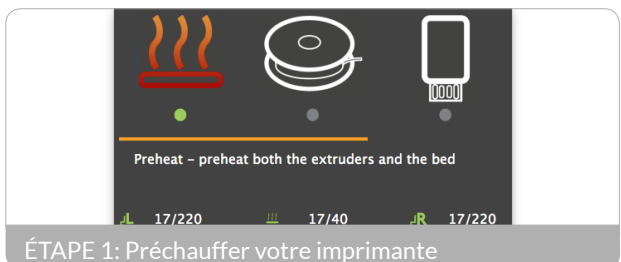 Preheat – preheat both the extruders and the bed
L 17/220 17/40 R 17/220
ÉTAPE 1: Préchauffer votre imprimante